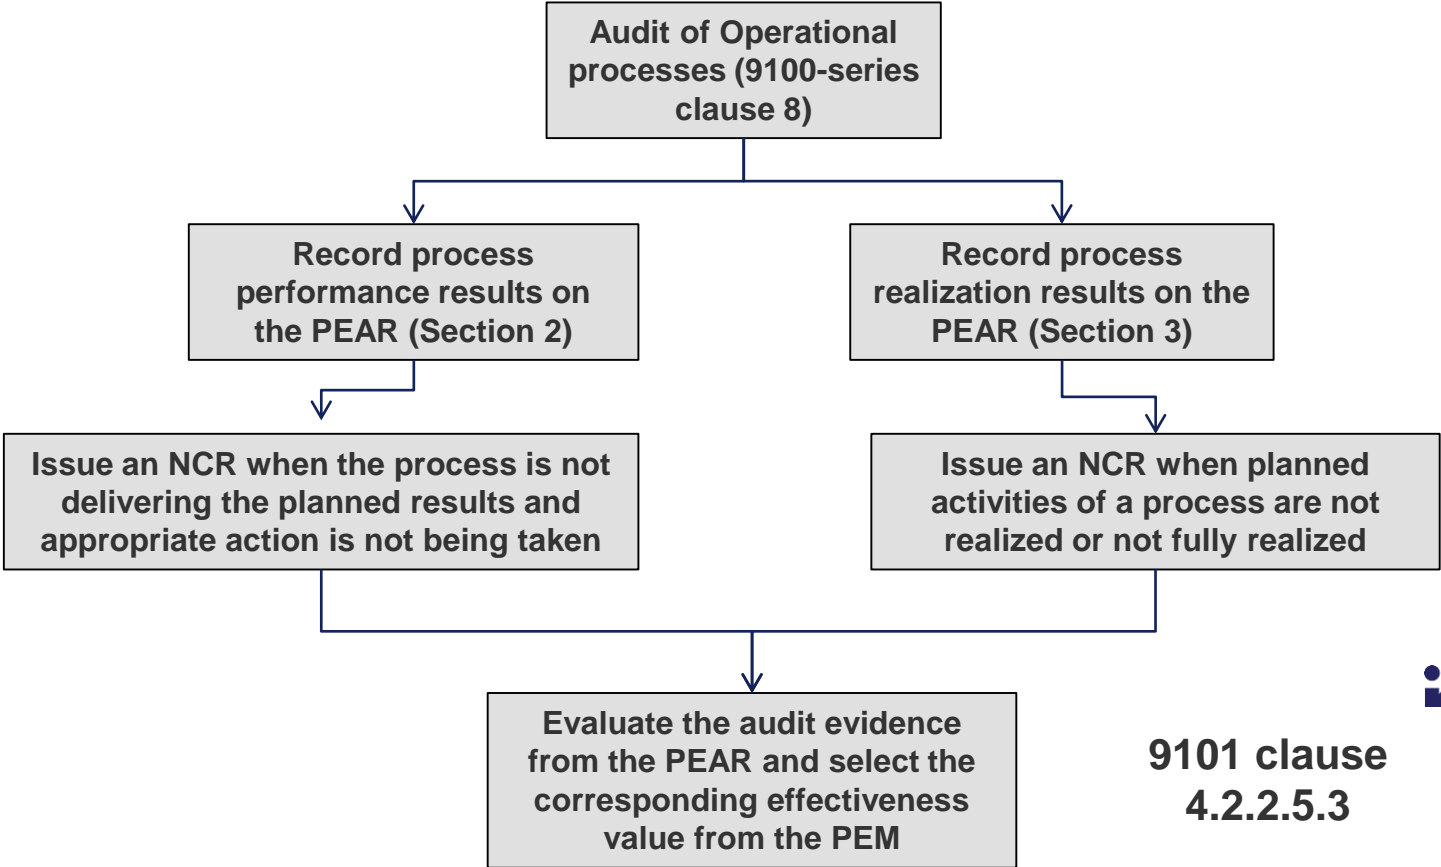 Audit of Operational
processes (9100-series
clause 8)
Record process
performance results on
the PEAR (Section 2)
Record process
realization results on the
PEAR (Section 3)
Issue an NCR when the process is not
delivering the planned results and
appropriate action is not being taken
Issue an NCR when planned
activities of a process are not
realized or not fully realized
Evaluate the audit evidence
from the PEAR and select the
corresponding effectiveness
value from the PEM
9101 clause
4.2.2.5.3